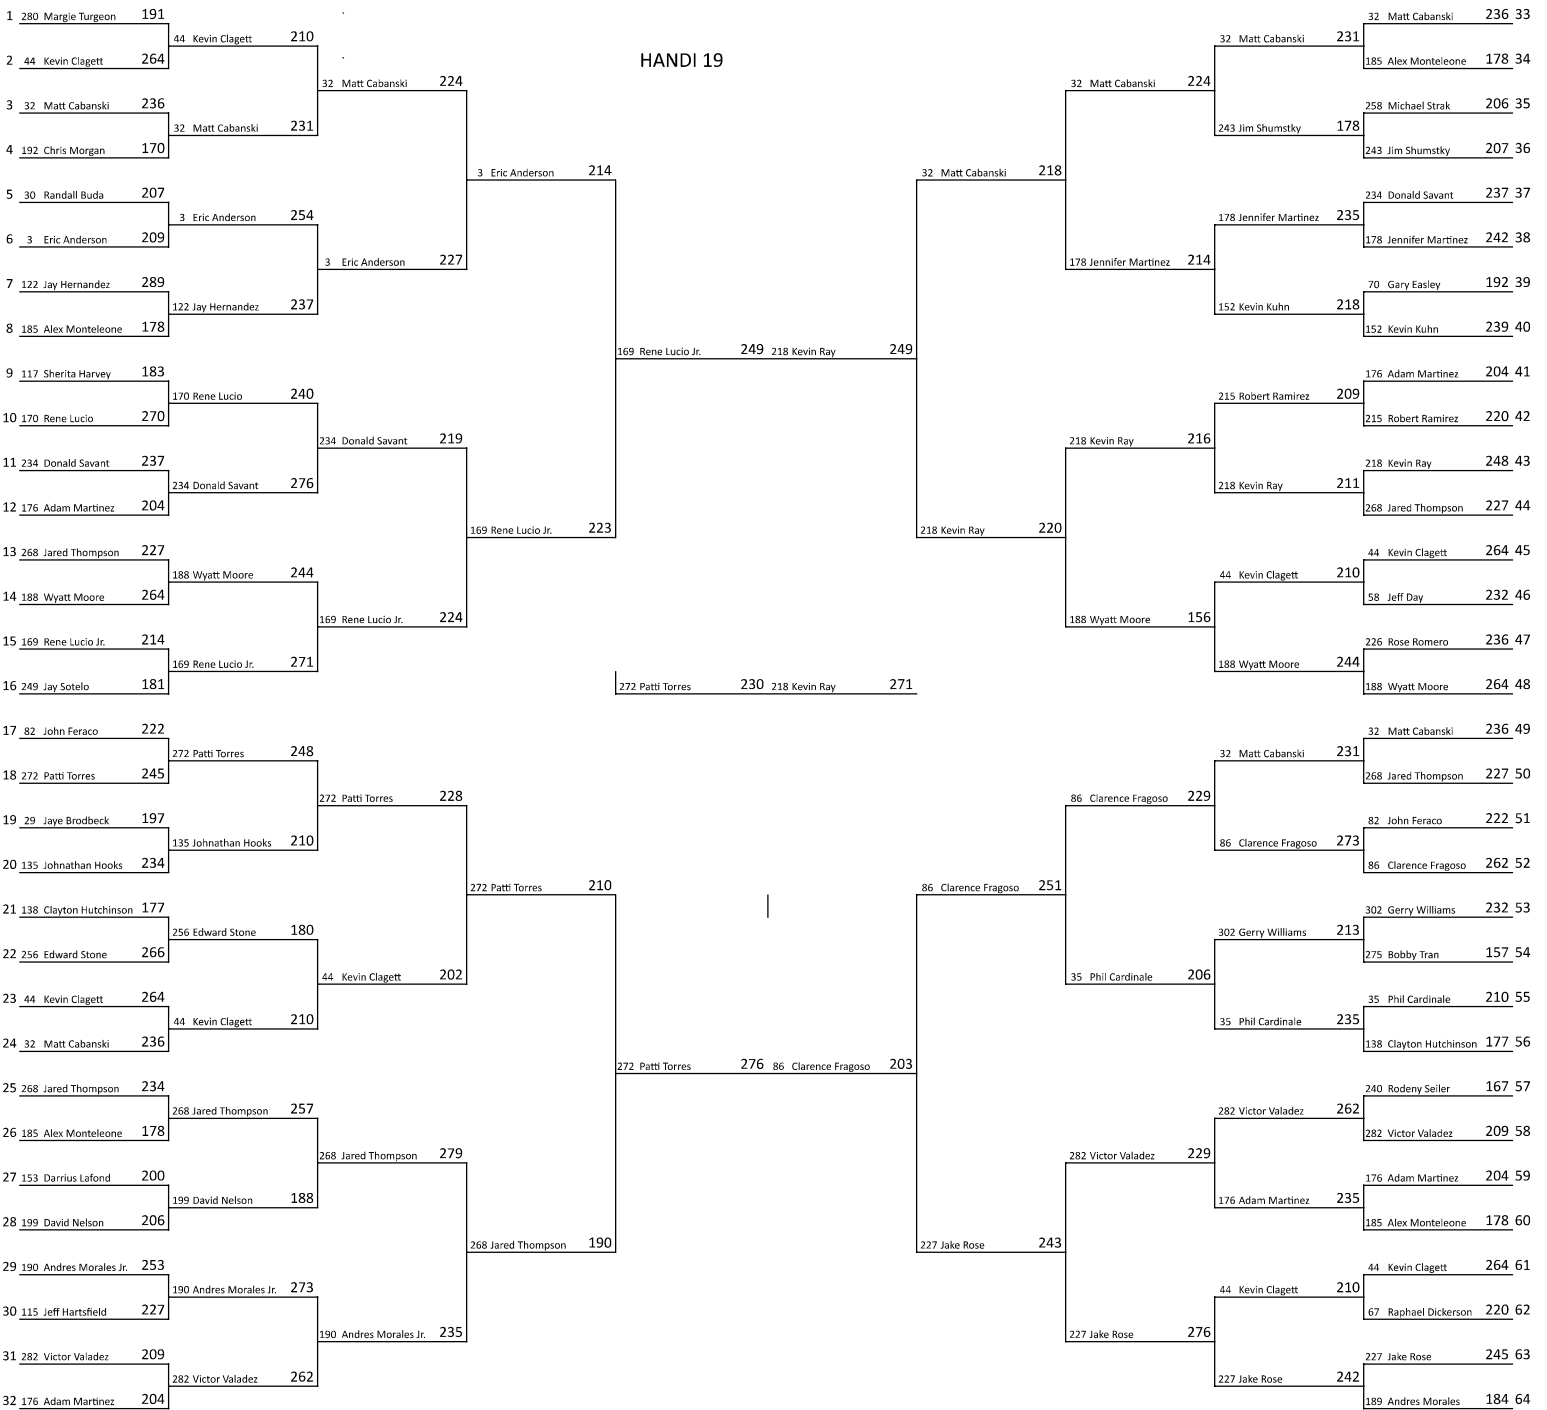 HANDI 19
1 280 Margie Turgeon 191
44 Kevin Clagett 210
2 44 Kevin Clagett 264
32 Matt Cabanski 224
3 32 Matt Cabanski 236
32 Matt Cabanski 231
4 192 Chris Morgan 170
3 Eric Anderson 214
5 30 Randall Buda 207
3 Eric Anderson 254
6 3 Eric Anderson 209
3 Eric Anderson 227
7 122 Jay Hernandez 289
122 Jay Hernandez 237
8 185 Alex Monteleone 178
169 Rene Lucio Jr. 249
9 117 Sherita Harvey 183
170 Rene Lucio 240
10 170 Rene Lucio 270
234 Donald Savant 219
11 234 Donald Savant 237
234 Donald Savant 276
12 176 Adam Martinez 204
169 Rene Lucio Jr. 223
13 268 Jared Thompson 227
188 Wyatt Moore 244
14 188 Wyatt Moore 264
169 Rene Lucio Jr. 224
15 169 Rene Lucio Jr. 214
169 Rene Lucio Jr. 271
16 249 Jay Sotelo 181
272 Patti Torres 230
17 82 John Feraco 222
272 Patti Torres 248
18 272 Patti Torres 245
272 Patti Torres 228
19 29 Jaye Brodbeck 197
135 Johnathan Hooks 210
20 135 Johnathan Hooks 234
272 Patti Torres 210
21 138 Clayton Hutchinson 177
256 Edward Stone 180
22 256 Edward Stone 266
44 Kevin Clagett 202
23 44 Kevin Clagett 264
44 Kevin Clagett 210
24 32 Matt Cabanski 236
272 Patti Torres 276
25 268 Jared Thompson 234
268 Jared Thompson 257
26 185 Alex Monteleone 178
268 Jared Thompson 279
27 153 Darrius Lafond 200
199 David Nelson 188
28 199 David Nelson 206
268 Jared Thompson 190
29 190 Andres Morales Jr. 253
190 Andres Morales Jr. 273
30 115 Jeff Hartsfield 227
190 Andres Morales Jr. 235
31 282 Victor Valadez 209
282 Victor Valadez 262
32 176 Adam Martinez 204
32 Matt Cabanski 236 33
32 Matt Cabanski 231
185 Alex Monteleone 178 34
32 Matt Cabanski 224
258 Michael Strak 206 35
243 Jim Shumstky 178
243 Jim Shumstky 207 36
32 Matt Cabanski 218
234 Donald Savant 237 37
178 Jennifer Martinez 235
178 Jennifer Martinez 242 38
178 Jennifer Martinez 214
70 Gary Easley 192 39
152 Kevin Kuhn 218
152 Kevin Kuhn 239 40
218 Kevin Ray 249
176 Adam Martinez 204 41
215 Robert Ramirez 209
215 Robert Ramirez 220 42
218 Kevin Ray 216
218 Kevin Ray 248 43
218 Kevin Ray 211
268 Jared Thompson 227 44
218 Kevin Ray 220
44 Kevin Clagett 264 45
44 Kevin Clagett 210
58 Jeff Day 232 46
188 Wyatt Moore 156
226 Rose Romero 236 47
188 Wyatt Moore 244
188 Wyatt Moore 264 48
218 Kevin Ray 271
32 Matt Cabanski 236 49
32 Matt Cabanski 231
268 Jared Thompson 227 50
86 Clarence Fragoso 229
82 John Feraco 222 51
86 Clarence Fragoso 273
86 Clarence Fragoso 262 52
86 Clarence Fragoso 251
302 Gerry Williams 232 53
302 Gerry Williams 213
275 Bobby Tran 157 54
35 Phil Cardinale 206
35 Phil Cardinale 210 55
35 Phil Cardinale 235
138 Clayton Hutchinson 177 56
86 Clarence Fragoso 203
240 Rodeny Seiler 167 57
282 Victor Valadez 262
282 Victor Valadez 209 58
282 Victor Valadez 229
176 Adam Martinez 204 59
176 Adam Martinez 235
185 Alex Monteleone 178 60
227 Jake Rose 243
44 Kevin Clagett 264 61
44 Kevin Clagett 210
67 Raphael Dickerson 220 62
227 Jake Rose 276
227 Jake Rose 245 63
227 Jake Rose 242
189 Andres Morales 184 64